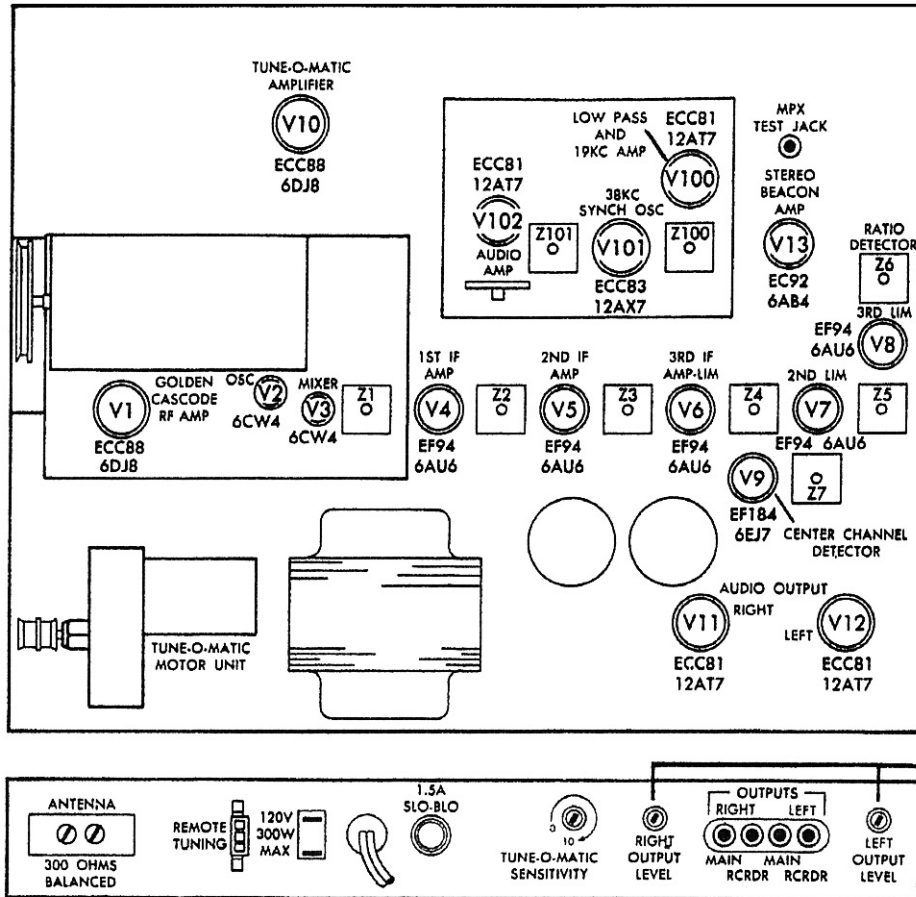 TUNE-O-MATIC
AMPLIFIER
V10
ECC88
6DJ8
LOW PASS
AND
19KC AMP
ECC81
12AT7
V100
ECC81
12AT7
V102
AUDIO
AMP
Z101
38KC
SYNCH OSC
V101
ECC83
12AX7
Z100
MPX
TEST JACK
STEREO
BEACON
AMP
V13
EC92
6AB4
RATIO
DETECTOR
Z6
3RD LIM
EF94
6AU6
V8
V1
ECC88
6DJ8
GOLDEN
CASCODE
RF AMP
OSC
V2
6CW4
MIXER
V3
6CW4
Z1
1ST IF
AMP
V4
EF94
6AU6
Z2
2ND IF
AMP
V5
EF94
6AU6
Z3
3RD IF
AMP-LIM
V6
EF94
6AU6
Z4
2ND LIM
V7
EF94 6AU6
Z5
V9
EF184
6EJ7
Z7
CENTER CHANNEL
DETECTOR
TUNE-O-MATIC
MOTOR UNIT
AUDIO OUTPUT
RIGHT
V11
ECC81
12AT7
LEFT
V12
ECC81
12AT7
ANTENNA
300 OHMS
BALANCED
REMOTE
TUNING
120V
300W
MAX
1.5A
SLO-BLO
3
10
TUNE-O-MATIC
SENSITIVITY
RIGHT
OUTPUT
LEVEL
OUTPUTS
RIGHT LEFT
MAIN MAIN
RCRDR RCRDR
LEFT
OUTPUT
LEVEL